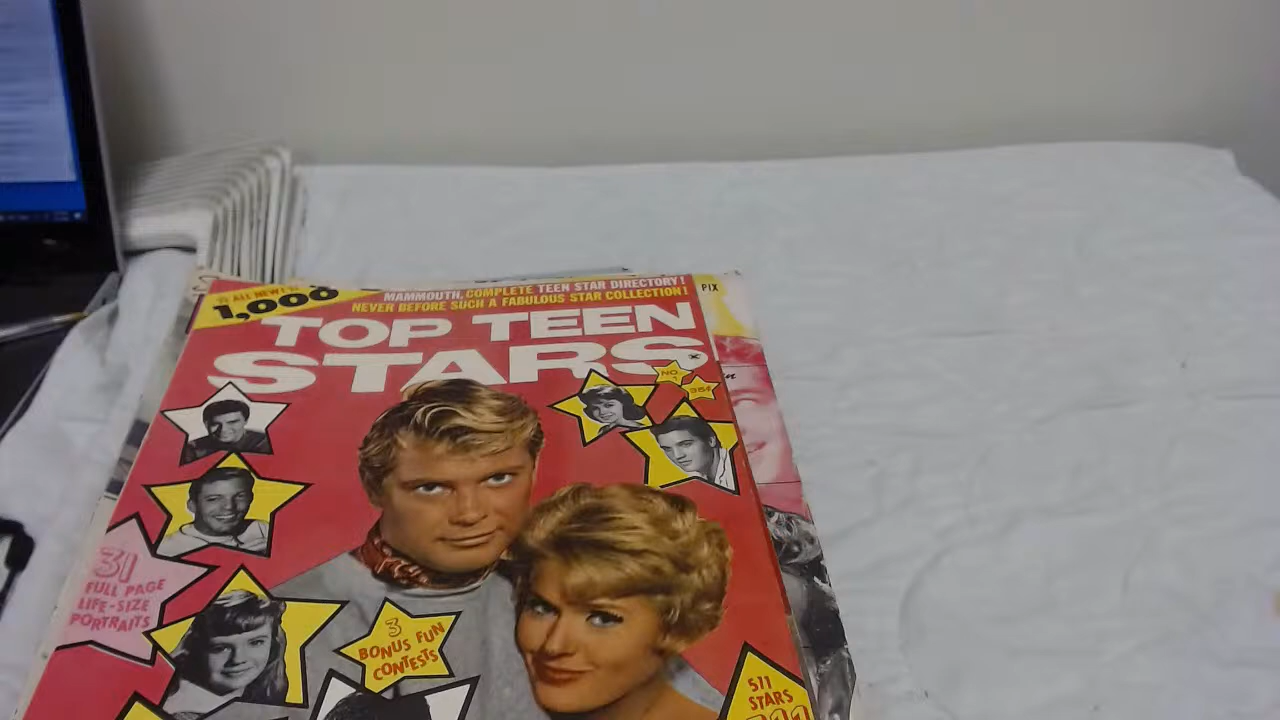 ALL NEW!
1,000
MAMMOUTH, COMPLETE TEEN STAR DIRECTORY!
NEVER BEFORE SUCH A FABULOUS STAR COLLECTION!
PIX
TOP TEEN
STARS
NO. 1
35¢
31
FULL PAGE
LIFE-SIZE
PORTRAITS
3
BONUS FUN
CONTESTS
511
STARS